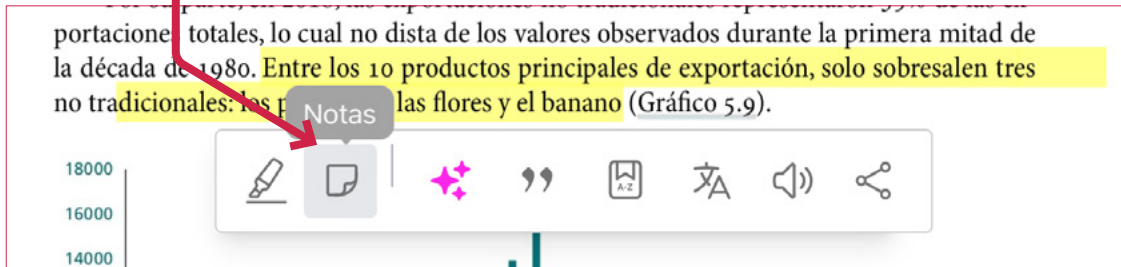 portaciones totales, lo cual no dista de los valores observados durante la primera mitad de
la década de 1980. Entre los 10 productos principales de exportación, solo sobresalen tres
no tradicionales: los las flores y el banano (Gráfico 5.9).
Notas
A-Z
18000
16000
14000